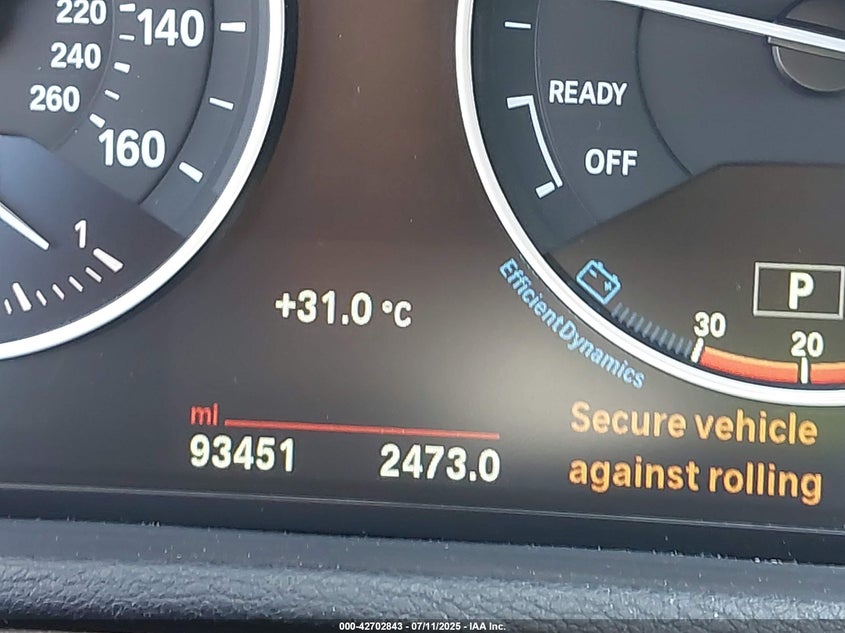 220
140
240
260
160
1
READY
OFF
+31.0 °C
EfficientDynamics
P
30
20
ml
93451
2473.0
Secure vehicle
against rolling
000-42702843 - 07/11/2025 - IAA Inc.